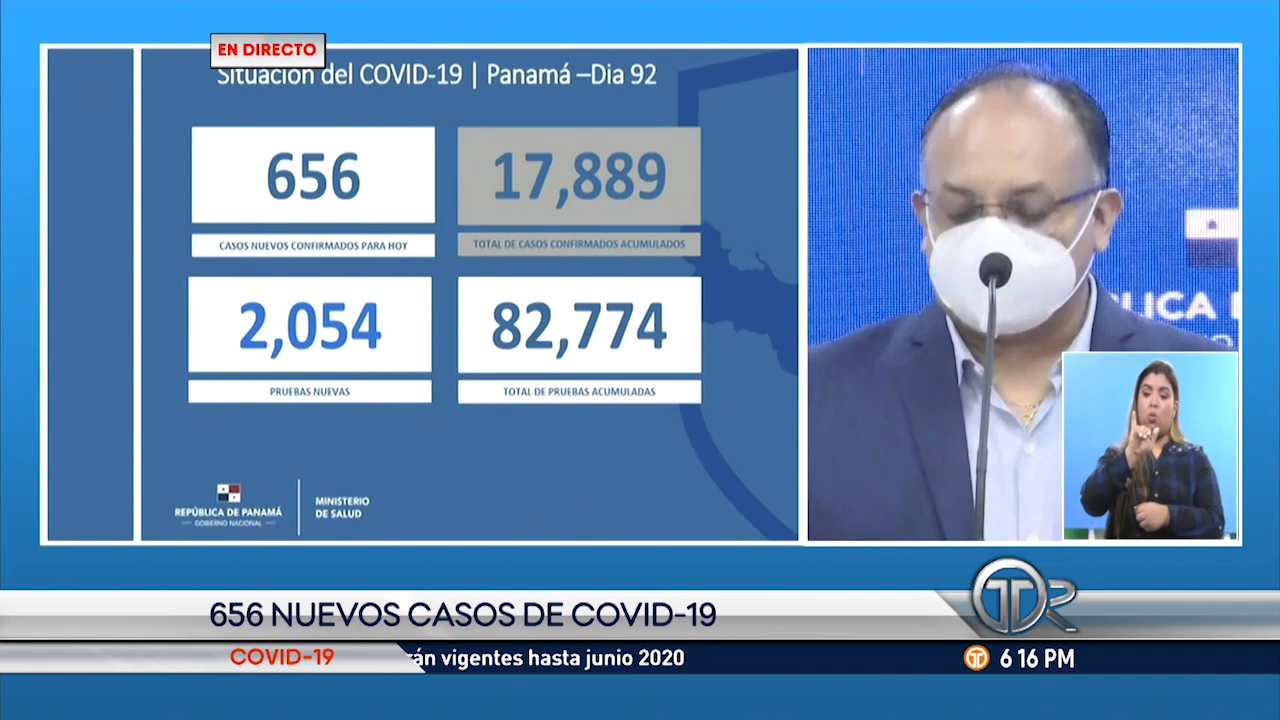 EN DIRECTO
Situación del COVID-19 | Panamá –Dia 92
656
17,889
CASOS NUEVOS CONFIRMADOS PARA HOY
TOTAL DE CASOS CONFIRMADOS ACUMULADOS
2,054
82,774
PRUEBAS NUEVAS
TOTAL DE PRUEBAS ACUMULADAS
REPÚBLICA DE PANAMÁ
GOBIERNO NACIONAL
MINISTERIO
DE SALUD
656 NUEVOS CASOS DE COVID-19
TR
COVID-19
rán vigentes hasta junio 2020
6 16 PM